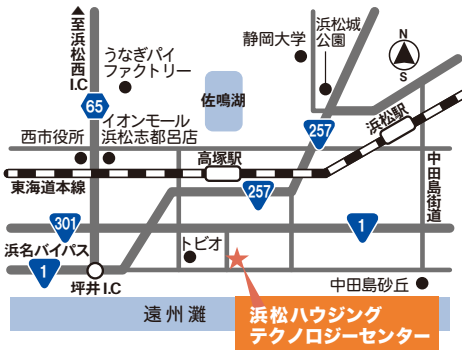 ▲至浜松西I.C
うなぎパイ
ファクトリー
静岡大学
浜松城
公園
N
S
65
佐鳴湖
257
浜松駅
イオンモール
浜松志都呂店
西市役所
高塚駅
東海道本線
257
中田島街道
301
1
浜名バイパス
1
トビオ
坪井I.C
中田島砂丘
遠州灘
浜松ハウジング
テクノロジーセンター